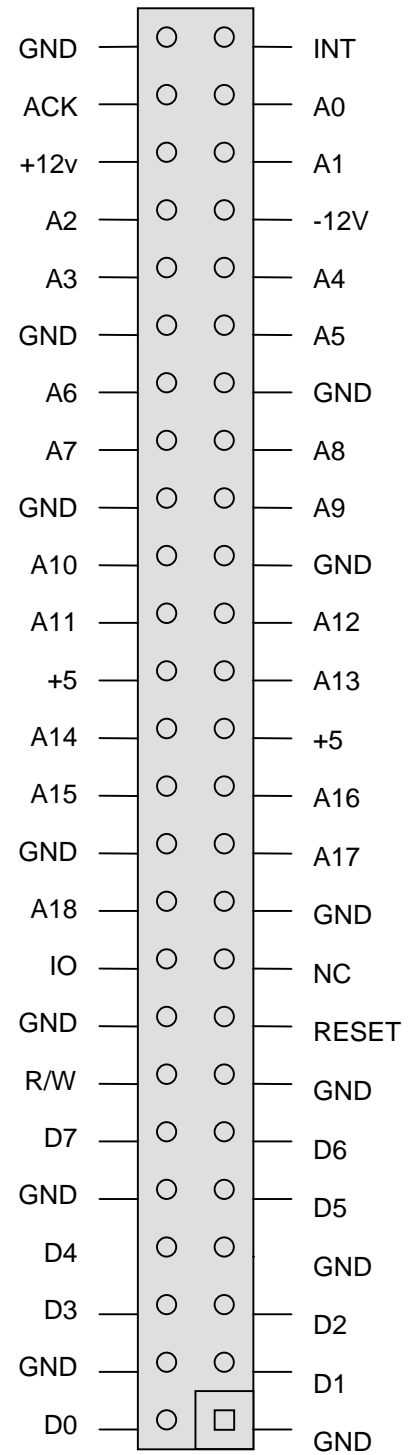 GND INT
ACK A0
+12v A1
A2 -12V
A3 A4
GND A5
A6 GND
A7 A8
GND A9
A10 GND
A11 A12
+5 A13
A14 +5
A15 A16
GND A17
A18 GND
IO NC
GND RESET
R/W GND
D7 D6
GND D5
D4 GND
D3 D2
GND D1
D0 GND